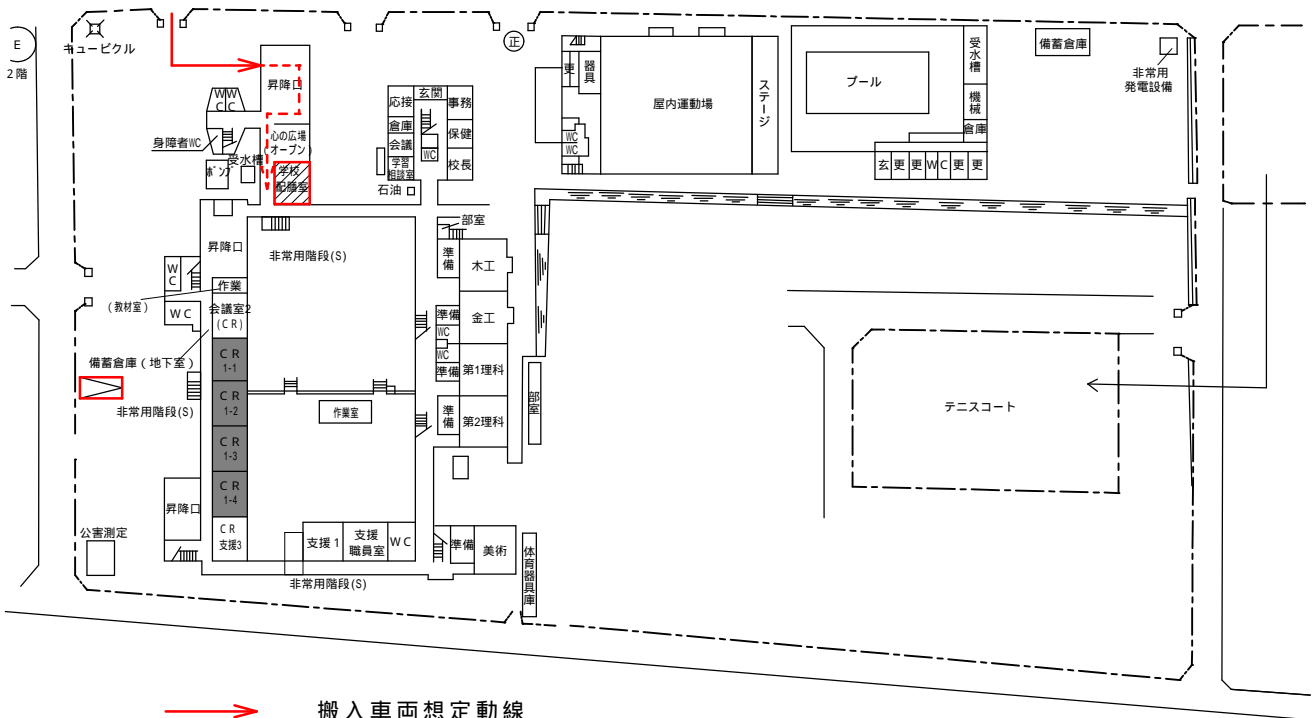 E
2階
キュービクル
WC
WC
身障者WC
ポンプ
受水槽
昇降口
心の広場
(オープン)
学校
配膳室
応接
玄関
事務
倉庫
会議
保健
学習
相談室
WC
校長
石油
正
更
器具
WC
WC
屋内運動場
ステージ
プール
受水槽
機械
倉庫
玄
更
更
WC
更
更
備蓄倉庫
非常用
発電設備
昇降口
非常用階段(S)
WC
作業
(教材室)
WC
会議室2
(CR)
備蓄倉庫(地下室)
CR
1-1
CR
1-2
CR
1-3
CR
1-4
CR
支援3
非常用階段(S)
昇降口
公害測定
作業室
部室
準備
木工
準備
金工
WC
WC
準備
第1理科
準備
第2理科
部室
支援1
支援
職員室
WC
準備
美術
体育器具庫
非常用階段(S)
テニスコート
搬入車両想定動線